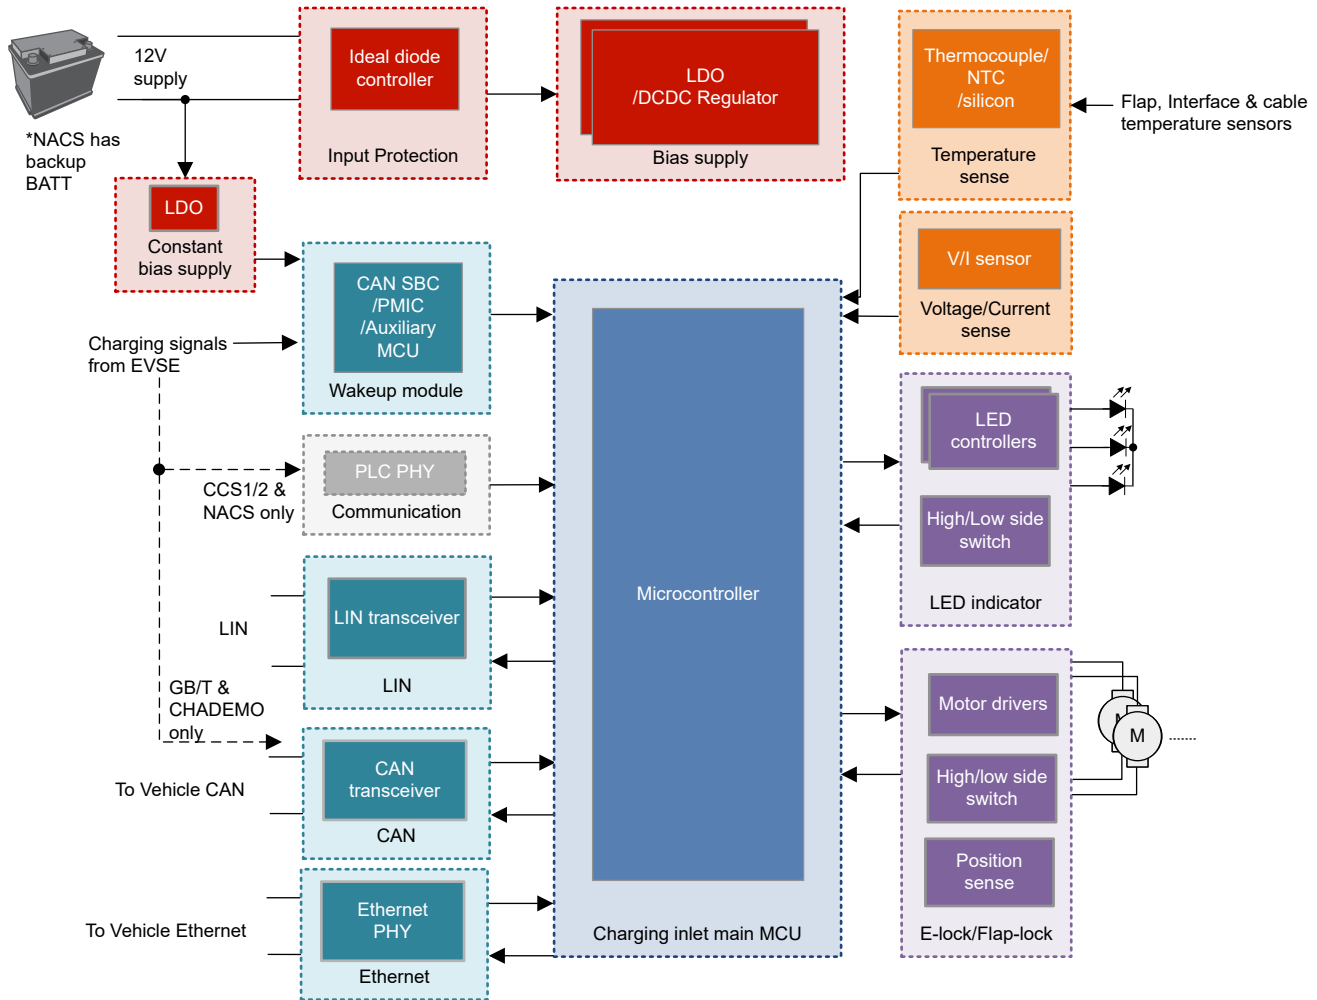 12V
supply
*NACS has
backup
BATT
Ideal diode
controller
Input Protection
LDO
/DCDC Regulator
Bias supply
Thermocouple/
NTC
/silicon
Temperature
sense
Flap, Interface & cable
temperature sensors
LDO
Constant
bias supply
V/I sensor
Voltage/Current
sense
CAN SBC
/PMIC
/Auxiliary
MCU
Wakeup module
Charging signals
from EVSE
PLC PHY
Communication
CCS1/2 &
NACS only
LED
controllers
High/Low side
switch
LED indicator
Microcontroller
Charging inlet main MCU
LIN transceiver
LIN
LIN
GB/T &
CHADEMO
only
CAN
transceiver
CAN
To Vehicle CAN
Motor drivers
High/low side
switch
Position
sense
E-lock/Flap-lock
M
M
........
Ethernet
PHY
Ethernet
To Vehicle Ethernet